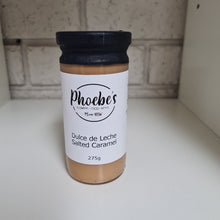 Phoebe's
Dulce de Leche
Salted Caramel
275g